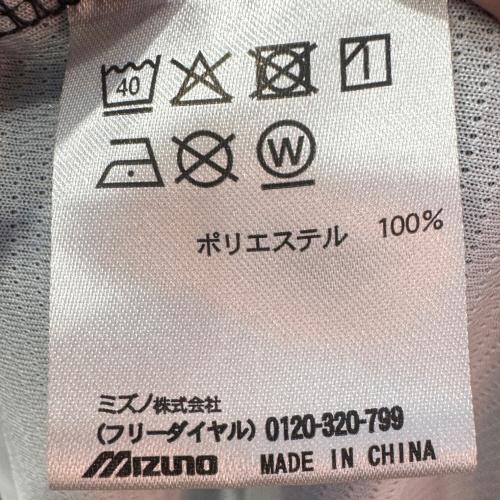 40
W
ポリエステル 100%
ミズノ株式会社
(フリーダイヤル) 0120-320-799
mizuno MADE IN CHINA